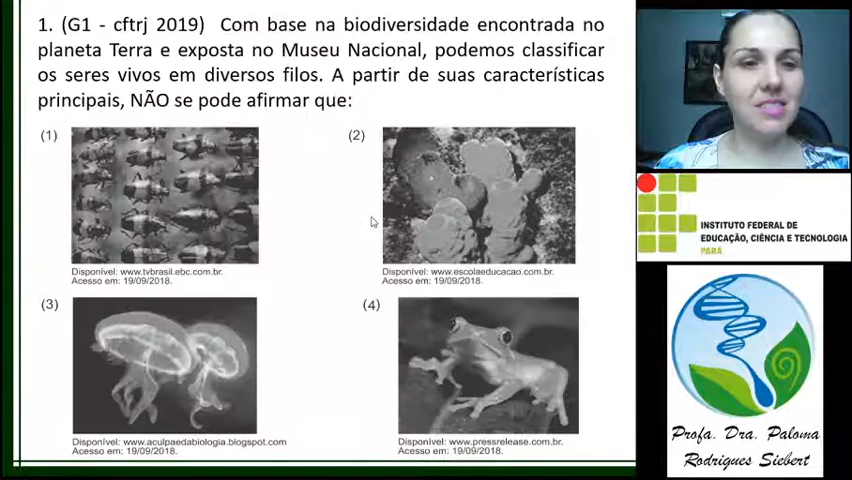 1. (G1 - cftrj 2019) Com base na biodiversidade encontrada no
planeta Terra e exposta no Museu Nacional, podemos classificar
os seres vivos em diversos filos. A partir de suas características
principais, NÃO se pode afirmar que:
(1)
(2)
Disponível: www.tvbrasil.ebc.com.br.
Acesso em: 19/09/2018.
Disponível: www.escolaeducacao.com.br.
Acesso em: 19/09/2018.
(3)
(4)
Disponível: www.aculpaedabiologia.blogspot.com
Acesso em: 19/09/2018.
Disponível: www.pressrelease.com.br.
Acesso em: 19/09/2018.
INSTITUTO FEDERAL DE
EDUCAÇÃO, CIÊNCIA E TECNOLOGIA
PARÁ
Profa. Dra. Paloma
Rodrigues Siebert